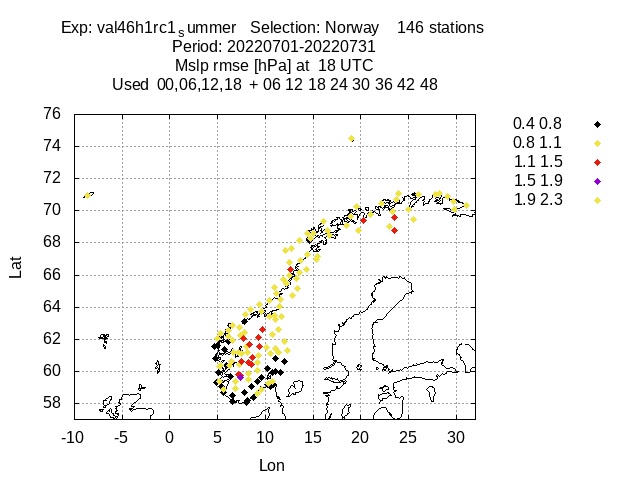 Exp: val46h1rc1summer Selection: Norway 146 stations
Period: 20220701-20220731
Mslp rmse [hPa] at 18 UTC
Used 00,06,12,18 + 06 12 18 24 30 36 42 48
0.4 0.8
0.8 1.1
1.1 1.5
1.5 1.9
1.9 2.3
76
74
72
70
68
66
64
62
60
58
Lat
-10 -5 0 5 10 15 20 25 30
Lon